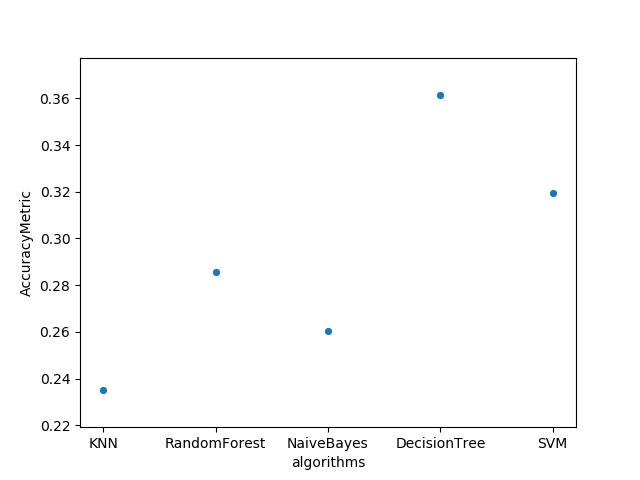 0.36
0.34
0.32
0.30
0.28
0.26
0.24
0.22
AccuracyMetric
KNN RandomForest NaiveBayes DecisionTree SVM
algorithms